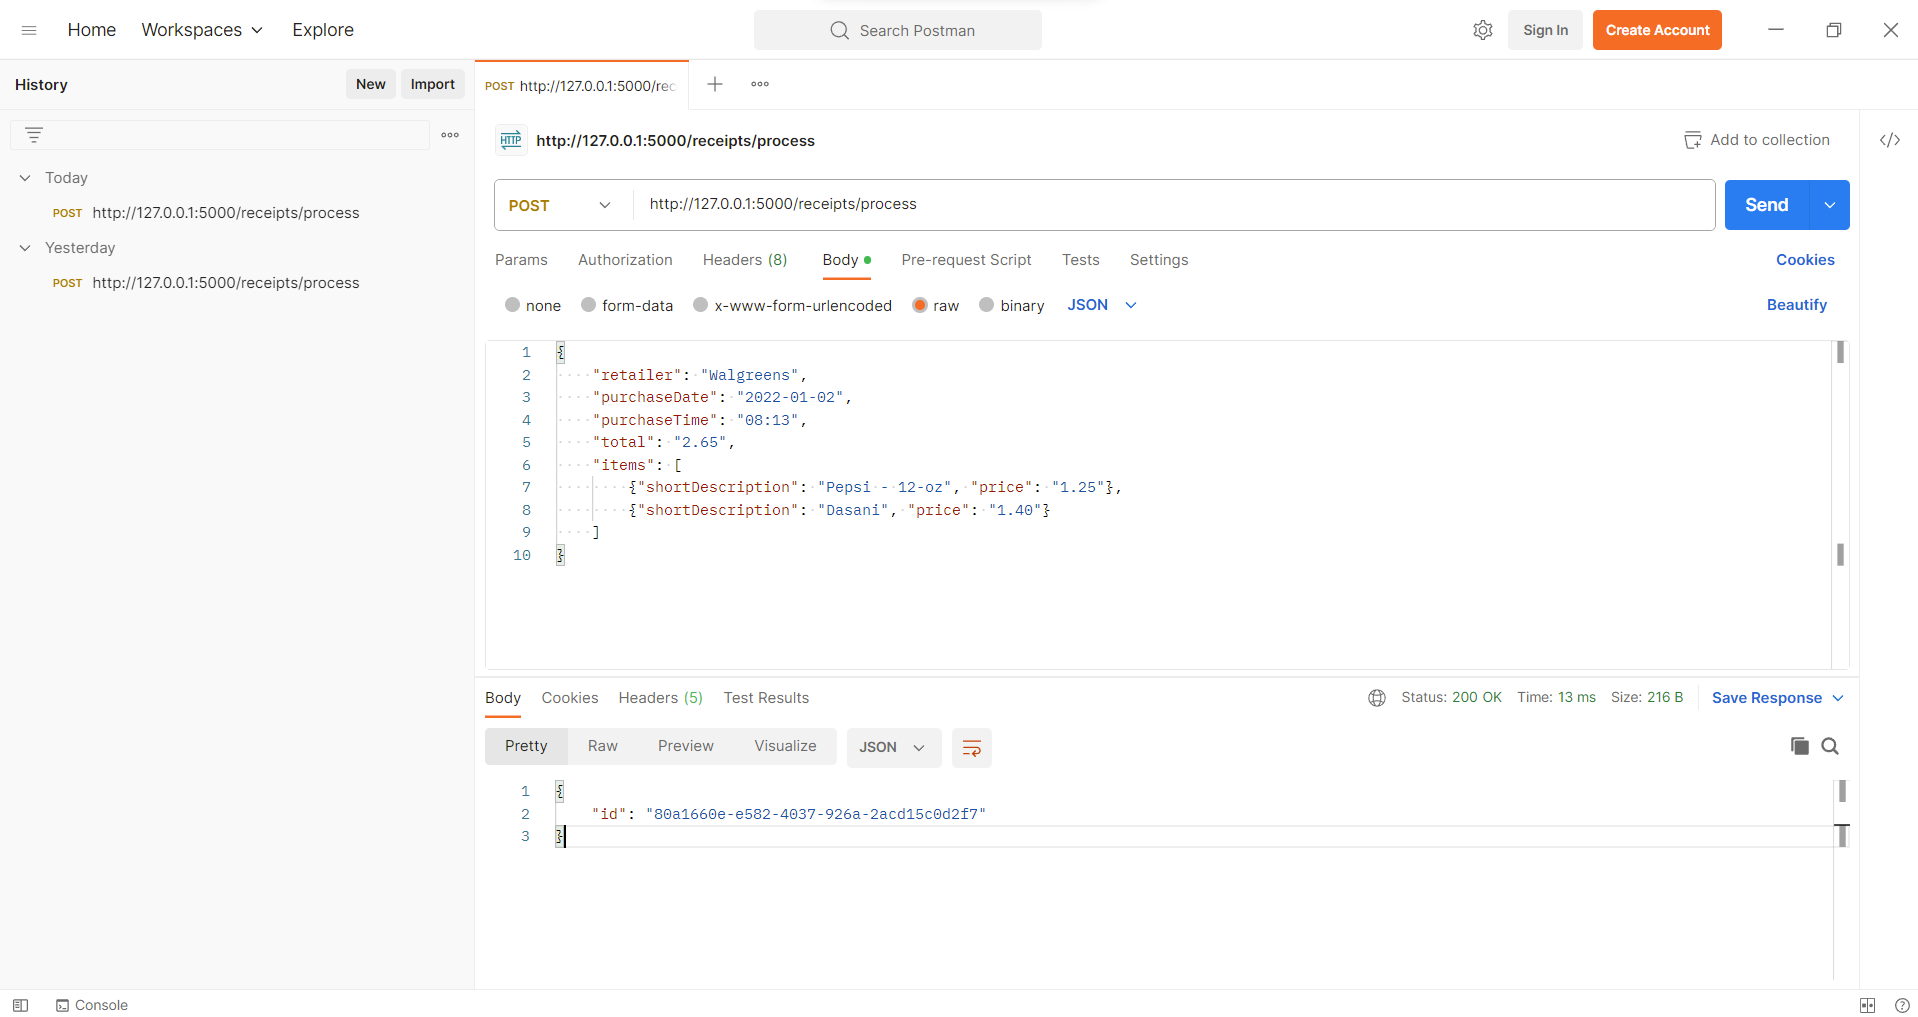 Home Workspaces Explore Search Postman Sign In Create Account
History New Import
POST http://127.0.0.1:5000/rec
HTTP http://127.0.0.1:5000/receipts/process Add to collection
Today
POST http://127.0.0.1:5000/receipts/process
Yesterday
POST http://127.0.0.1:5000/receipts/process
POST http://127.0.0.1:5000/receipts/process Send
Params Authorization Headers (8) Body Pre-request Script Tests Settings Cookies
none form-data x-www-form-urlencoded raw binary JSON Beautify
1 {
2 "retailer": "Walgreens",
3 "purchaseDate": "2022-01-02",
4 "purchaseTime": "08:13",
5 "total": "2.65",
6 "items": [
7 {"shortDescription": "Pepsi - 12-oz", "price": "1.25"},
8 {"shortDescription": "Dasani", "price": "1.40"}
9 ]
10 }
Body Cookies Headers (5) Test Results Status: 200 OK Time: 13 ms Size: 216 B Save Response
Pretty Raw Preview Visualize JSON
1 {
2 "id": "80a1660e-e582-4037-926a-2acd15c0d2f7"
3 }
Console